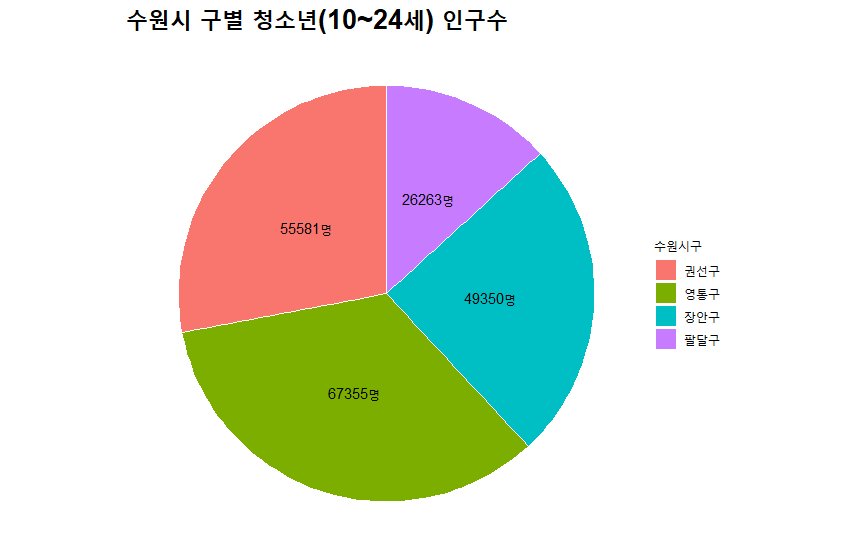 수원시 구별 청소년(10~24세) 인구수
26263명
55581명
49350명
67355명
수원시구
권선구
영통구
장안구
팔달구